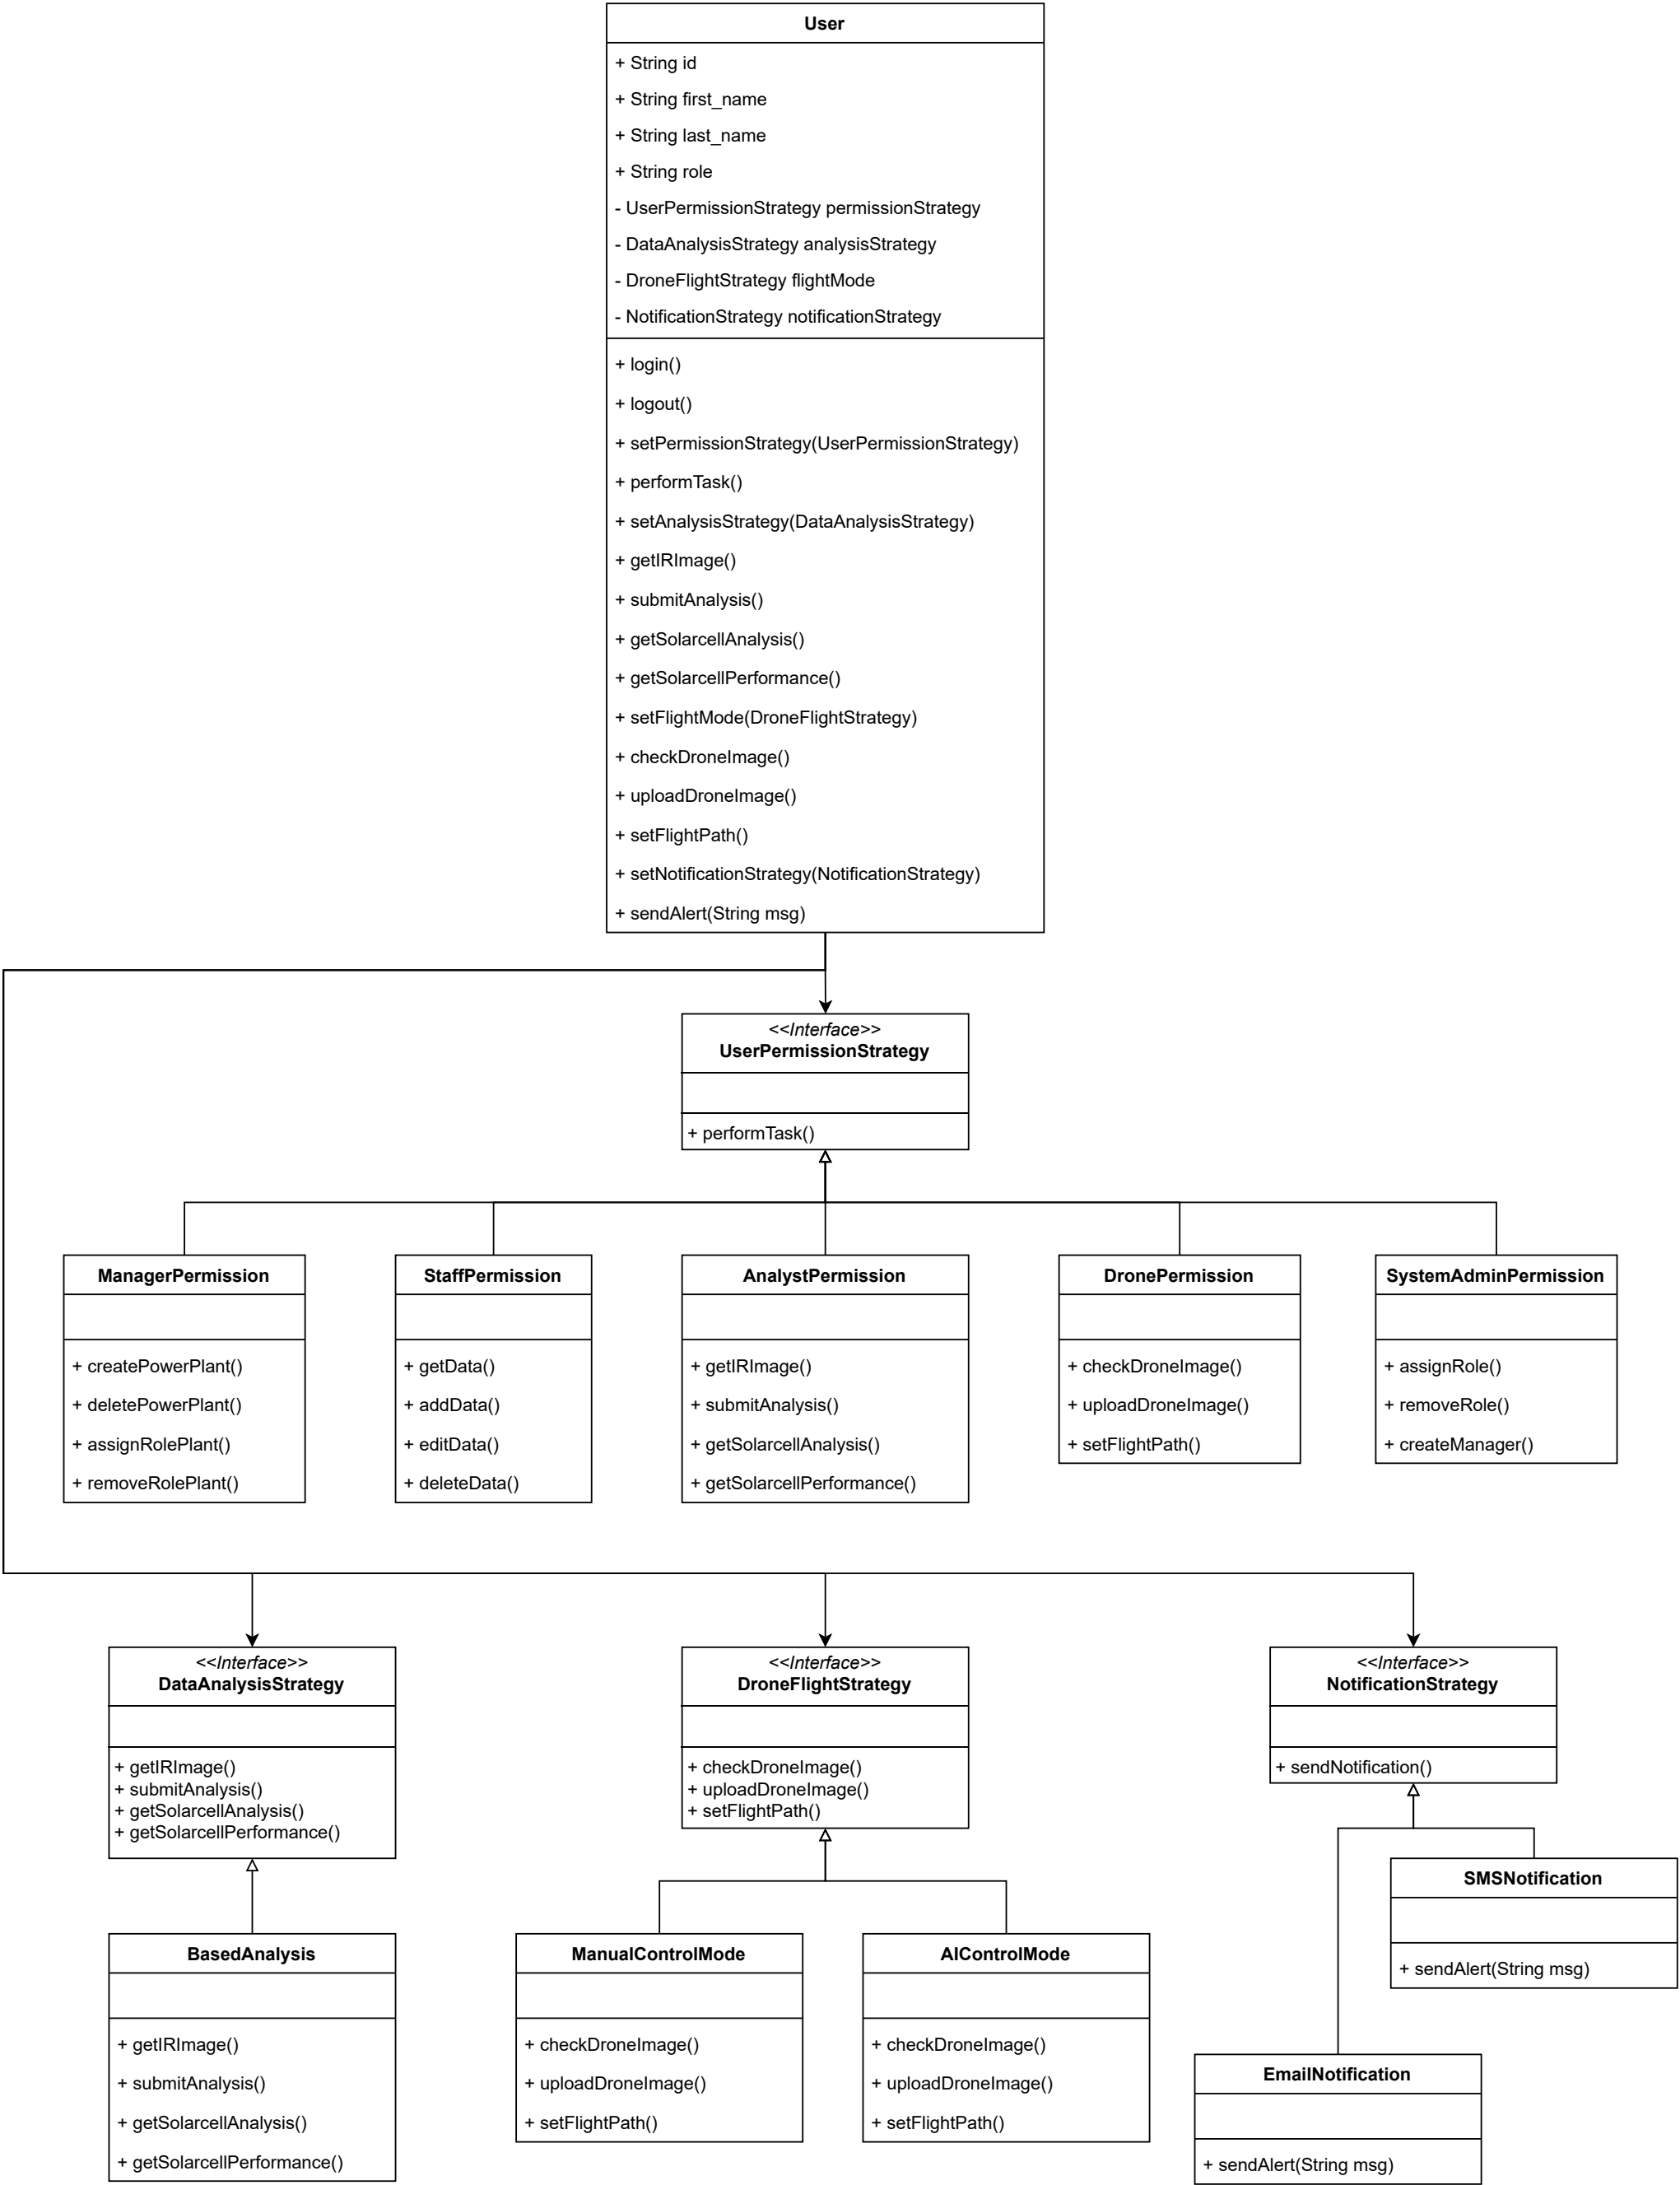 User
+ String id
+ String first_name
+ String last_name
+ String role
- UserPermissionStrategy permissionStrategy
- DataAnalysisStrategy analysisStrategy
- DroneFlightStrategy flightMode
- NotificationStrategy notificationStrategy
+ login()
+ logout()
+ setPermissionStrategy(UserPermissionStrategy)
+ performTask()
+ setAnalysisStrategy(DataAnalysisStrategy)
+ getIRImage()
+ submitAnalysis()
+ getSolarcellAnalysis()
+ getSolarcellPerformance()
+ setFlightMode(DroneFlightStrategy)
+ checkDroneImage()
+ uploadDroneImage()
+ setFlightPath()
+ setNotificationStrategy(NotificationStrategy)
+ sendAlert(String msg)
<<Interface>>
UserPermissionStrategy
+ performTask()
ManagerPermission
+ createPowerPlant()
+ deletePowerPlant()
+ assignRolePlant()
+ removeRolePlant()
StaffPermission
+ getData()
+ addData()
+ editData()
+ deleteData()
AnalystPermission
+ getIRImage()
+ submitAnalysis()
+ getSolarcellAnalysis()
+ getSolarcellPerformance()
DronePermission
+ checkDroneImage()
+ uploadDroneImage()
+ setFlightPath()
SystemAdminPermission
+ assignRole()
+ removeRole()
+ createManager()
<<Interface>>
DataAnalysisStrategy
+ getIRImage()
+ submitAnalysis()
+ getSolarcellAnalysis()
+ getSolarcellPerformance()
<<Interface>>
DroneFlightStrategy
+ checkDroneImage()
+ uploadDroneImage()
+ setFlightPath()
<<Interface>>
NotificationStrategy
+ sendNotification()
BasedAnalysis
+ getIRImage()
+ submitAnalysis()
+ getSolarcellAnalysis()
+ getSolarcellPerformance()
ManualControlMode
+ checkDroneImage()
+ uploadDroneImage()
+ setFlightPath()
AIControlMode
+ checkDroneImage()
+ uploadDroneImage()
+ setFlightPath()
SMSNotification
+ sendAlert(String msg)
EmailNotification
+ sendAlert(String msg)